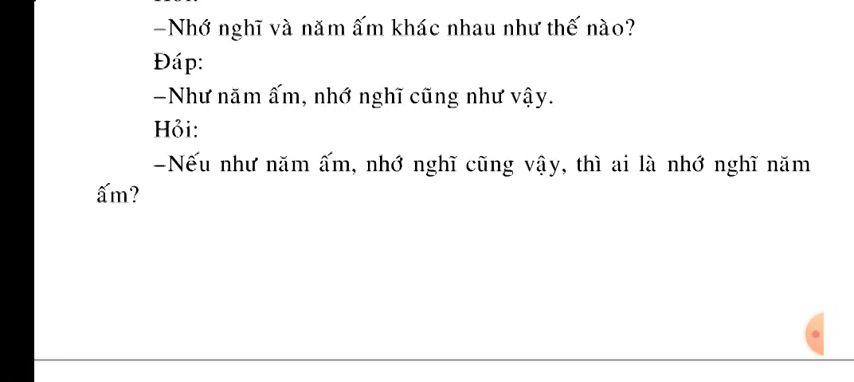 –Nhớ nghĩ và năm ấm khác nhau như thế nào?
Đáp:
–Như năm ấm, nhớ nghĩ cũng như vậy.
Hỏi:
–Nếu như năm ấm, nhớ nghĩ cũng vậy, thì ai là nhớ nghĩ năm
ấm?